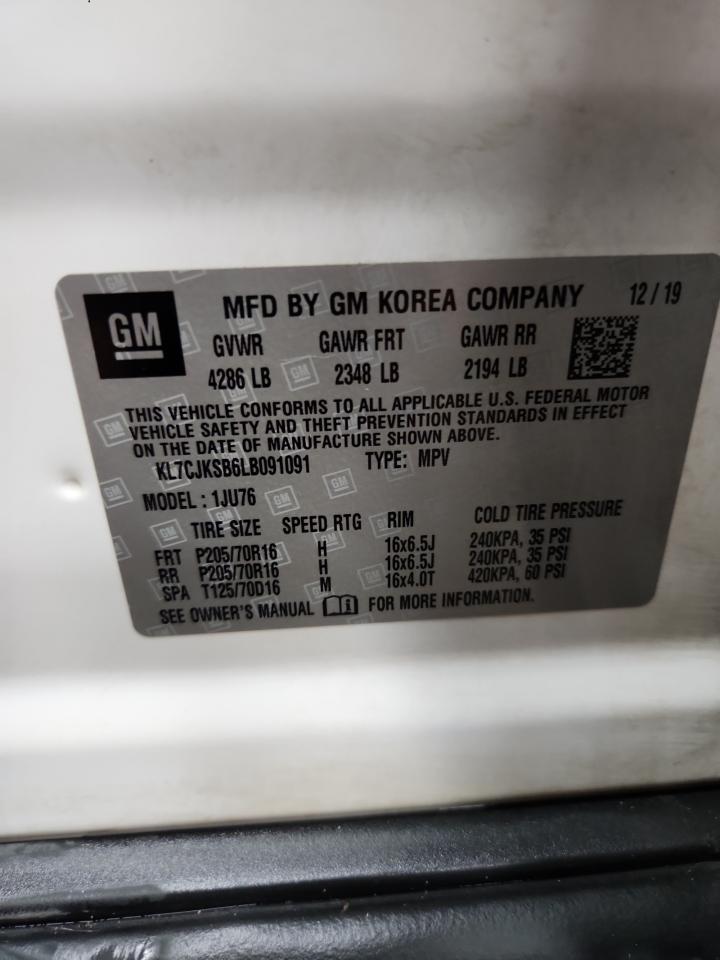 GM
MFD BY GM KOREA COMPANY 12/19
GVWR GAWR FRT GAWR RR
4286 LB 2348 LB 2194 LB
THIS VEHICLE CONFORMS TO ALL APPLICABLE U.S. FEDERAL MOTOR
VEHICLE SAFETY AND THEFT PREVENTION STANDARDS IN EFFECT
ON THE DATE OF MANUFACTURE SHOWN ABOVE.
KL7CJKSB6LB091091 TYPE: MPV
MODEL : 1JU76
TIRE SIZE SPEED RTG RIM COLD TIRE PRESSURE
FRT P205/70R16 H 16x6.5J 240KPA, 35 PSI
RR P205/70R16 H 16x6.5J 240KPA, 35 PSI
SPA T125/70D16 M 16x4.0T 420KPA, 60 PSI
SEE OWNER'S MANUAL FOR MORE INFORMATION.